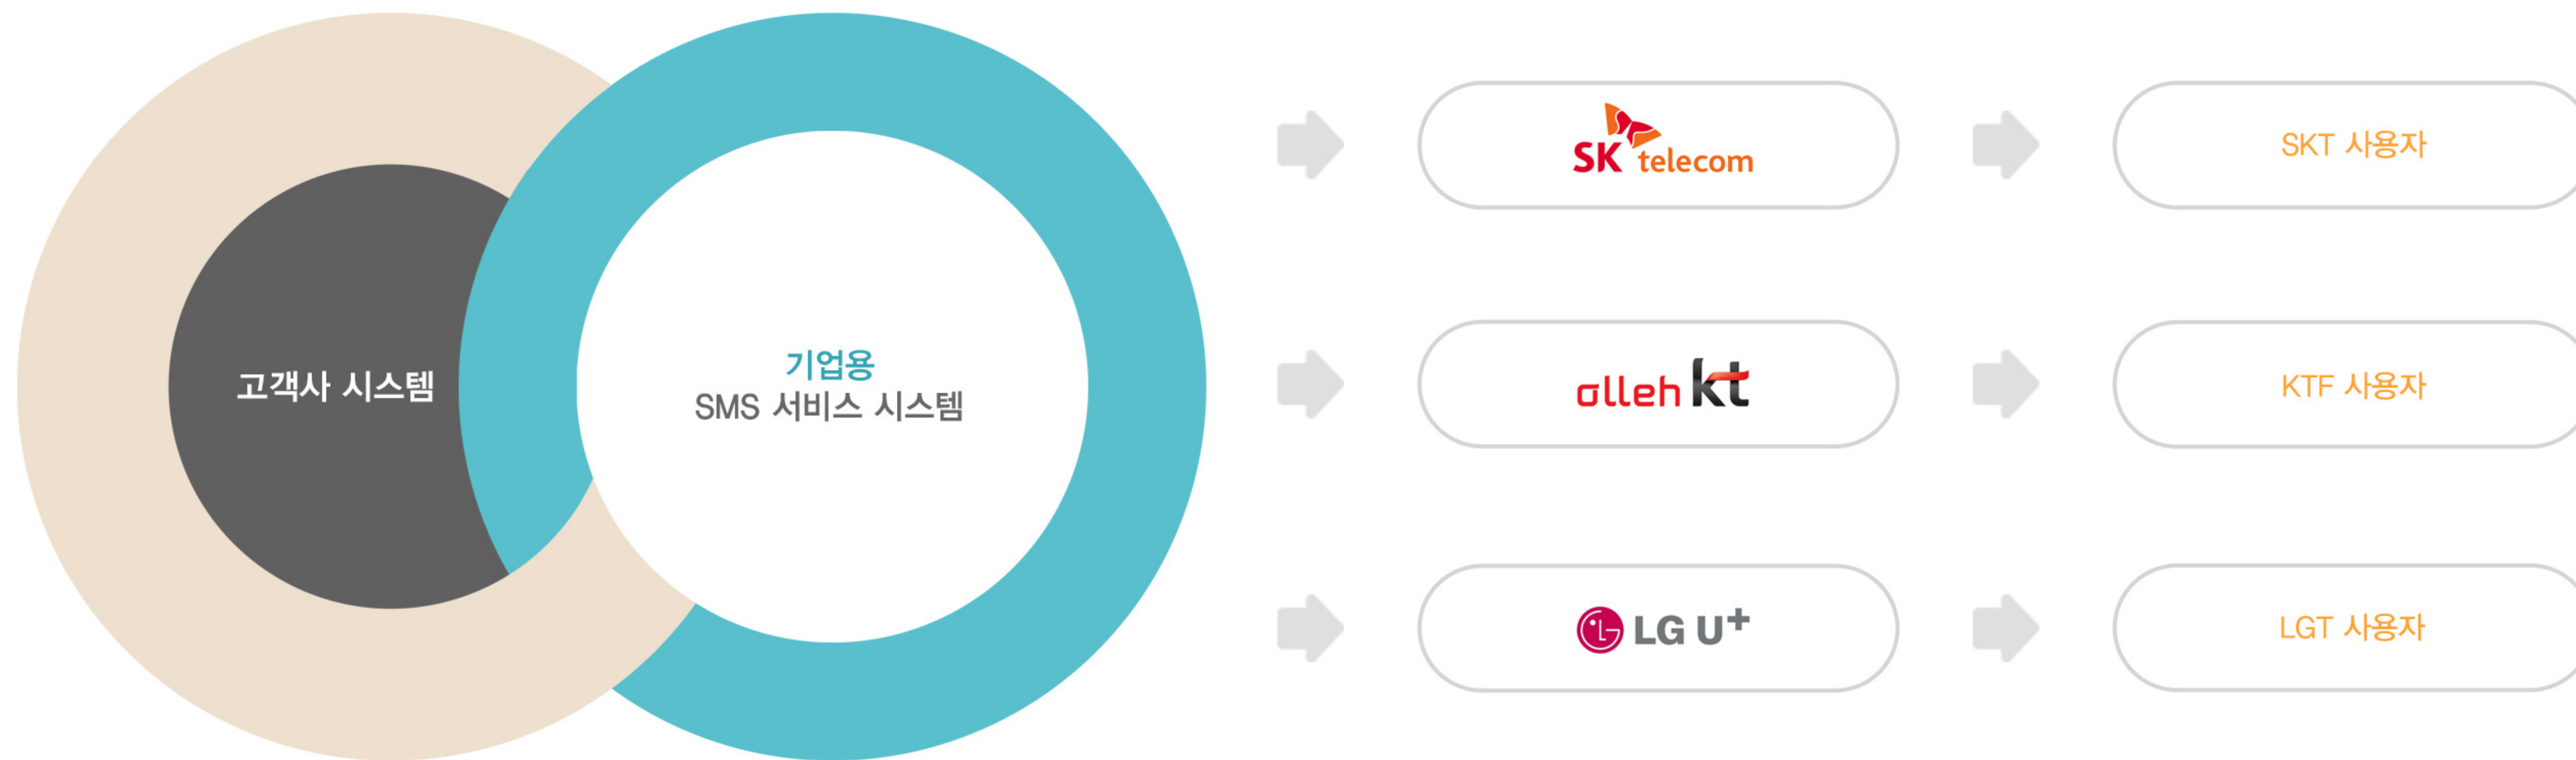 고객사 시스템
기업용
SMS 서비스 시스템
SK telecom
SKT 사용자
olleh kt
KTF 사용자
LG U+
LGT 사용자